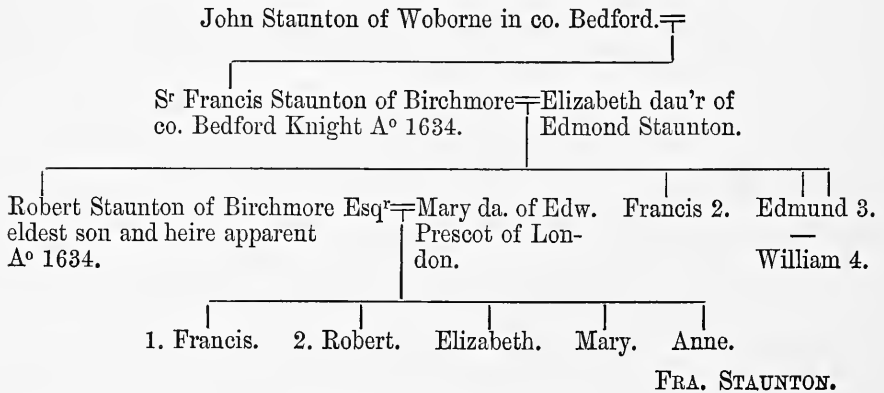 John Staunton of Woborne in co. Bedford.
Sr Francis Staunton of Birchmore
co. Bedford Knight Ao 1634.
Elizabeth dau'r of
Edmond Staunton.
Robert Staunton of Birchmore Esqr
eldest son and heire apparent
Ao 1634.
Mary da. of Edw.
Prescot of Lon-
don.
Francis 2.
Edmund 3.
—
William 4.
1. Francis.
2. Robert.
Elizabeth.
Mary.
Anne.
FRA. STAUNTON.